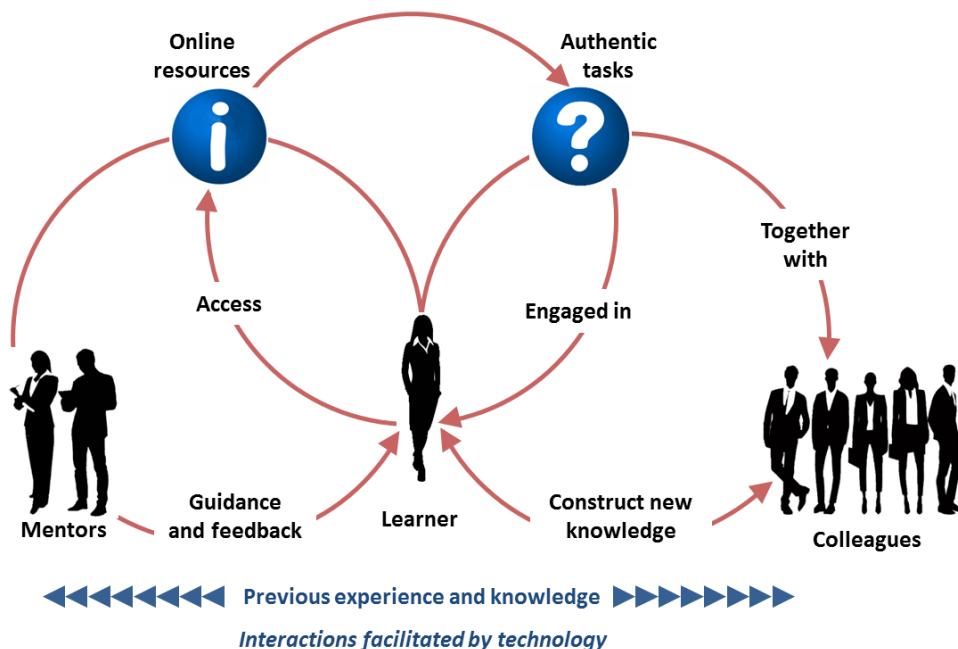 Online
resources
Authentic
tasks
i
?
Together
with
Access
Engaged in
Guidance
and feedback
Construct new
knowledge
Mentors
Learner
Colleagues
Previous experience and knowledge
Interactions facilitated by technology